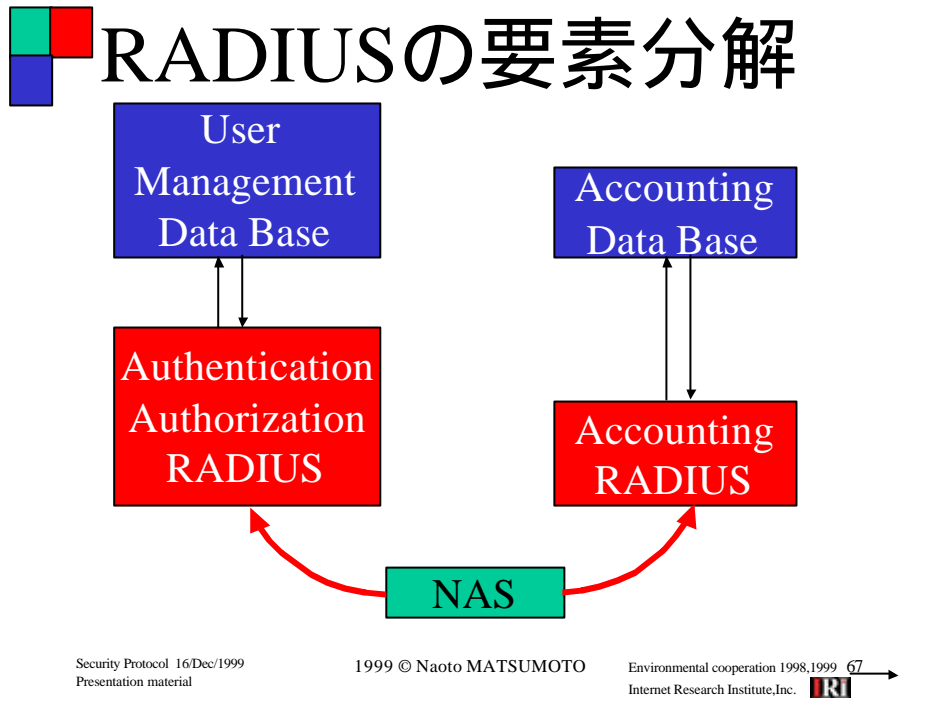 RADIUSの要素分解
User
Management
Data Base
Accounting
Data Base
Authentication
Authorization
RADIUS
Accounting
RADIUS
NAS
Security Protocol 16/Dec/1999
Presentation material
1999 © Naoto MATSUMOTO
Environmental cooperation 1998,1999 67
Internet Research Institute,Inc.
IRi